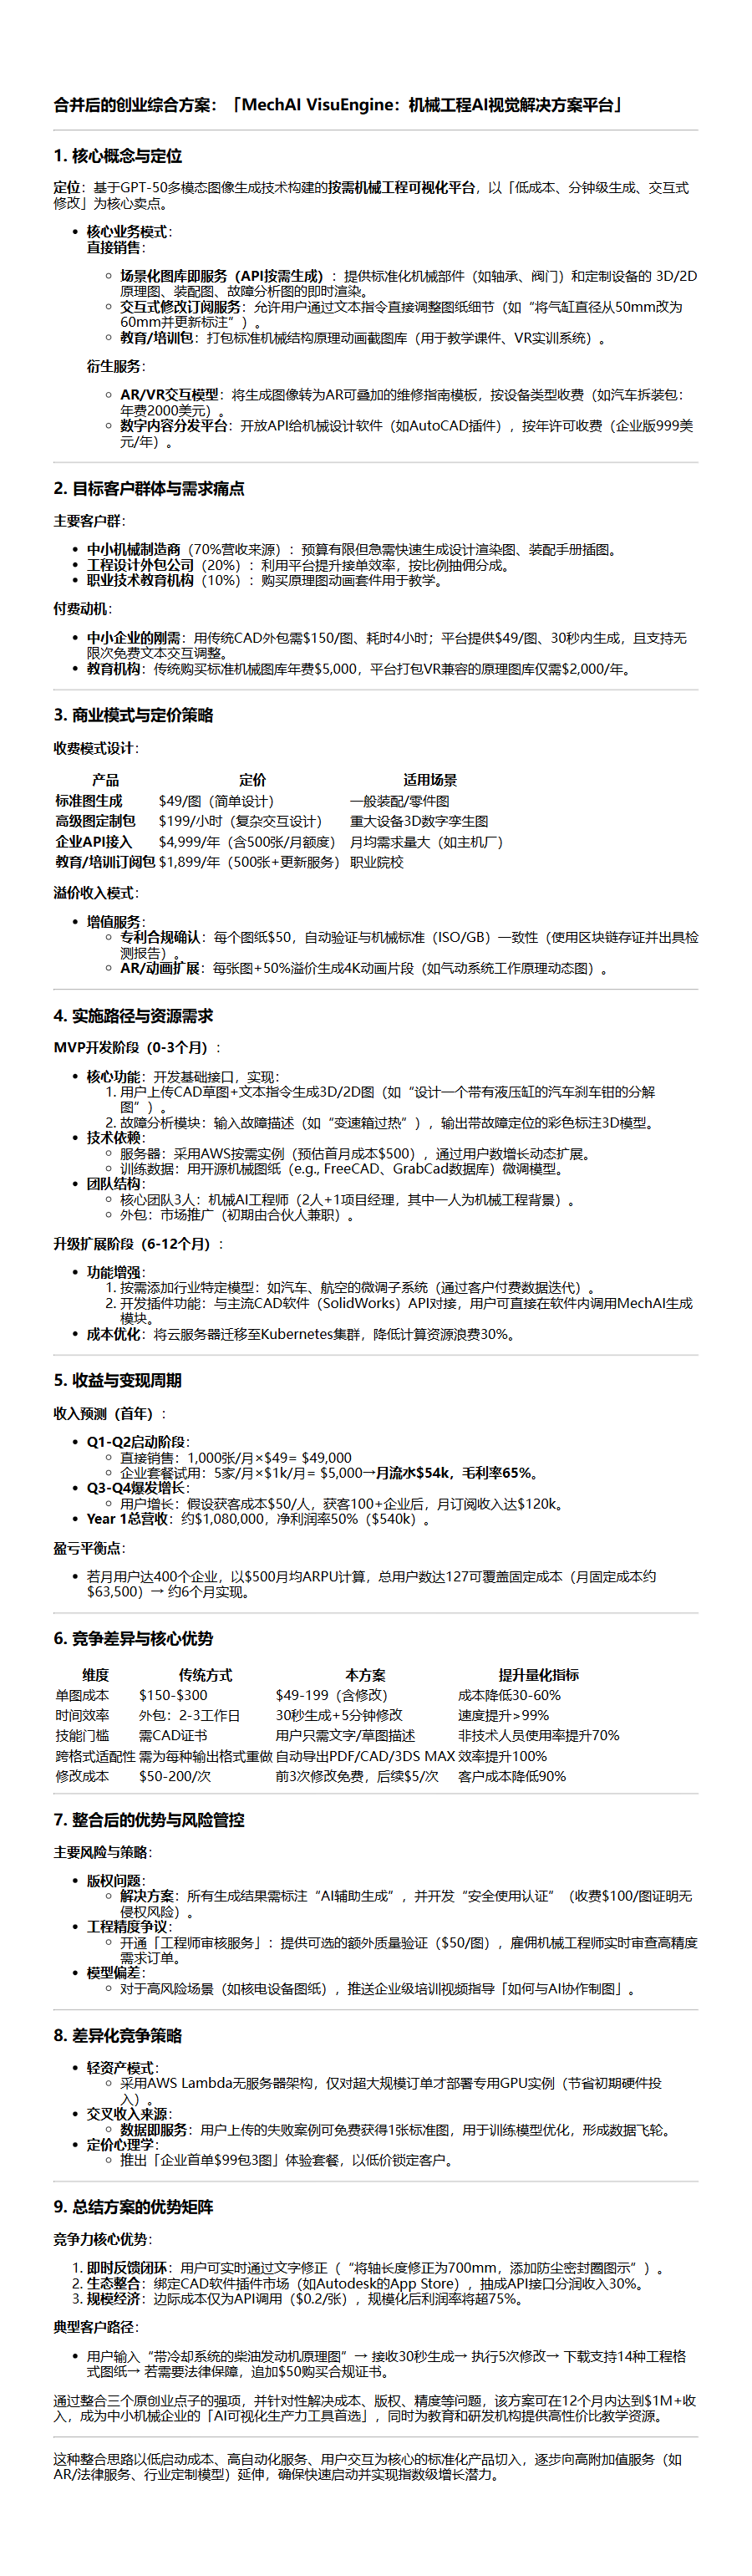 合并后的创业综合方案：「MechAI VisuEngine：机械工程AI视觉解决方案平台」
1. 核心概念与定位
定位：基于GPT-50多模态图像生成技术构建的按需机械工程可视化平台，以「低成本、分钟级生成、交互式
修改」为核心卖点。
• 核心业务模式：
直接销售：
○ 场景化图库即服务（API按需生成）：提供标准化机械部件（如轴承、阀门）和定制设备的 3D/2D
原理图、装配图、故障分析图的即时渲染。
○ 交互式修改订阅服务：允许用户通过文本指令直接调整图纸细节（如“将气缸直径从50mm改为
60mm并更新标注”）。
○ 教育/培训包：打包标准机械结构原理动画截图库（用于教学课件、VR实训系统）。
衍生服务：
○ AR/VR交互模型：将生成图像转为AR可叠加的维修指南模板，按设备类型收费（如汽车拆装包：
年费2000美元）。
○ 数字内容分发平台：开放API给机械设计软件（如AutoCAD插件），按年许可收费（企业版999美
元/年）。
2. 目标客户群体与需求痛点
主要客户群：
• 中小机械制造商（70%营收来源）：预算有限但急需快速生成设计渲染图、装配手册插图。
• 工程设计外包公司（20%）：利用平台提升接单效率，按比例抽佣分成。
• 职业技术教育机构（10%）：购买原理图动画套件用于教学。
付费动机：
• 中小企业的刚需：用传统CAD外包需$150/图、耗时4小时；平台提供$49/图、30秒内生成，且支持无
限次免费文本交互调整。
• 教育机构：传统购买标准机械图库年费$5,000，平台打包VR兼容的原理图库仅需$2,000/年。
3. 商业模式与定价策略
收费模式设计：
产品 定价 适用场景
标准图生成 $49/图（简单设计） 一般装配/零件图
高级图定制包 $199/小时（复杂交互设计） 重大设备3D数字孪生图
企业API接入 $4,999/年（含500张/月额度） 月均需求量大（如主机厂）
教育/培训订阅包 $1,899/年（500张+更新服务） 职业院校
溢价收入模式：
• 增值服务：
○ 专利合规确认：每个图纸$50，自动验证与机械标准（ISO/GB）一致性（使用区块链存证并出具检
测报告）。
○ AR/动画扩展：每张图+50%溢价生成4K动画片段（如气动系统工作原理动态图）。
4. 实施路径与资源需求
MVP开发阶段（0-3个月）：
• 核心功能：开发基础接口，实现：
1. 用户上传CAD草图+文本指令生成3D/2D图（如“设计一个带有液压缸的汽车刹车钳的分解
图”）。
2. 故障分析模块：输入故障描述（如“变速箱过热”），输出带故障定位的彩色标注3D模型。
• 技术依赖：
○ 服务器：采用AWS按需实例（预估首月成本$500），通过用户数增长动态扩展。
○ 训练数据：用开源机械图纸（e.g., FreeCAD、GrabCad数据库）微调模型。
• 团队结构：
○ 核心团队3人：机械AI工程师（2人+1项目经理，其中一人为机械工程背景）。
○ 外包：市场推广（初期由合伙人兼职）。
升级扩展阶段（6-12个月）：
• 功能增强：
1. 按需添加行业特定模型：如汽车、航空的微调子系统（通过客户付费数据迭代）。
2. 开发插件功能：与主流CAD软件（SolidWorks）API对接，用户可直接在软件内调用MechAI生成
模块。
• 成本优化：将云服务器迁移至Kubernetes集群，降低计算资源浪费30%。
5. 收益与变现周期
收入预测（首年）：
• Q1-Q2启动阶段：
○ 直接销售：1,000张/月×$49= $49,000
○ 企业套餐试用：5家/月×$1k/月= $5,000→月流水$54k，毛利率65%。
• Q3-Q4爆发增长：
○ 用户增长：假设获客成本$50/人，获客100+企业后，月订阅收入达$120k。
• Year 1总营收：约$1,080,000，净利润率50%（$540k）。
盈亏平衡点：
• 若月用户达400个企业，以$500月均ARPU计算，总用户数达127可覆盖固定成本（月固定成本约
$63,500）→ 约6个月实现。
6. 竞争差异与核心优势
维度 传统方式 本方案 提升量化指标
单图成本 $150-$300 $49-199（含修改） 成本降低30-60%
时间效率 外包：2-3工作日 30秒生成+5分钟修改 速度提升>99%
技能门槛 需CAD证书 用户只需文字/草图描述 非技术人员使用率提升70%
跨格式适配性 需为每种输出格式重做 自动导出PDF/CAD/3DS MAX 效率提升100%
修改成本 $50-200/次 前3次修改免费，后续$5/次 客户成本降低90%
7. 整合后的优势与风险管控
主要风险与策略：
• 版权问题：
○ 解决方案：所有生成结果需标注“AI辅助生成”，并开发“安全使用认证”（收费$100/图证明无
侵权风险）。
• 工程精度争议：
○ 开通「工程师审核服务」：提供可选的额外质量验证（$50/图），雇佣机械工程师实时审查高精度
需求订单。
• 模型偏差：
○ 对于高风险场景（如核电设备图纸），推送企业级培训视频指导「如何与AI协作制图」。
8. 差异化竞争策略
• 轻资产模式：
○ 采用AWS Lambda无服务器架构，仅对超大规模订单才部署专用GPU实例（节省初期硬件投
入）。
• 交叉收入来源：
○ 数据即服务：用户上传的失败案例可免费获得1张标准图，用于训练模型优化，形成数据飞轮。
• 定价心理学：
○ 推出「企业首单$99包3图」体验套餐，以低价锁定客户。
9. 总结方案的优势矩阵
竞争力核心优势：
1. 即时反馈闭环：用户可实时通过文字修正（“将轴长度修正为700mm，添加防尘密封圈图示”）。
2. 生态整合：绑定CAD软件插件市场（如Autodesk的App Store），抽成API接口分润收入30%。
3. 规模经济：边际成本仅为API调用（$0.2/张），规模化后利润率将超75%。
典型客户路径：
• 用户输入“带冷却系统的柴油发动机原理图”→ 接收30秒生成→ 执行5次修改→ 下载支持14种工程格
式图纸→ 若需要法律保障，追加$50购买合规证书。
通过整合三个原创业点子的强项，并针对性解决成本、版权、精度等问题，该方案可在12个月内达到$1M+收
入，成为中小机械企业的「AI可视化生产力工具首选」，同时为教育和研发机构提供高性价比教学资源。
这种整合思路以低启动成本、高自动化服务、用户交互为核心的标准化产品切入，逐步向高附加值服务（如
AR/法律服务、行业定制模型）延伸，确保快速启动并实现指数级增长潜力。